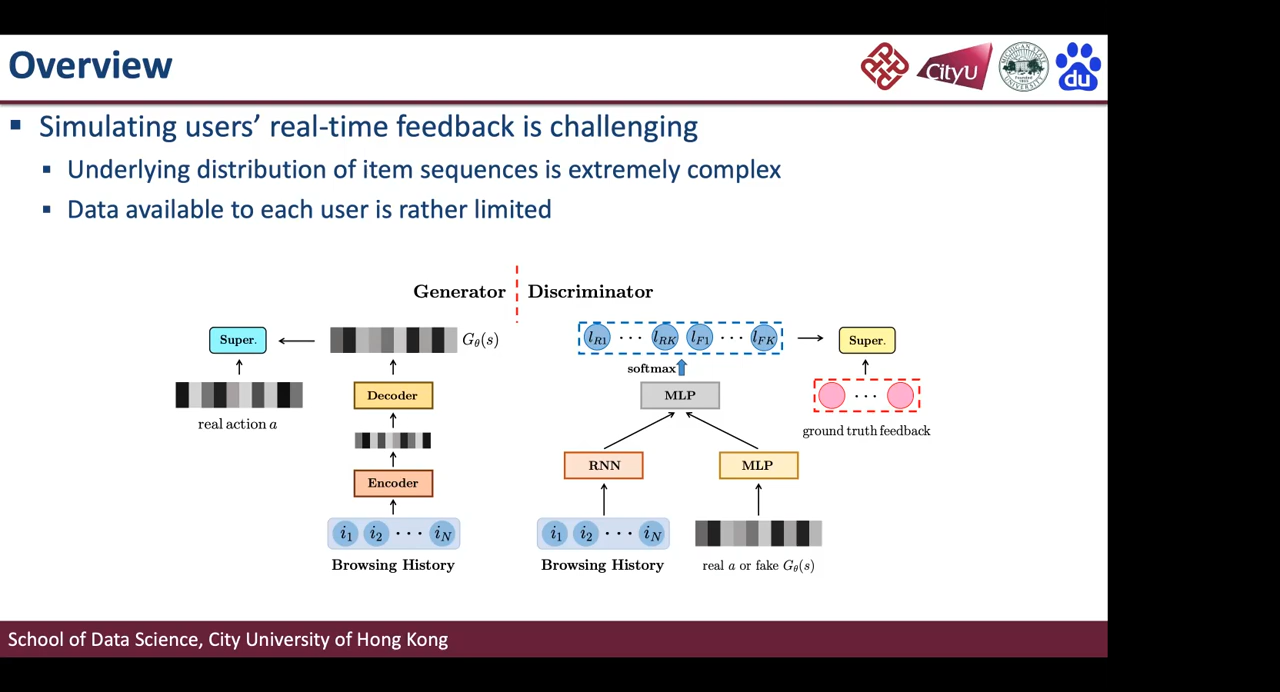 Overview
CityU
MICHIGAN STATE UNIVERSITY
du
▪ Simulating users’ real-time feedback is challenging
▪ Underlying distribution of item sequences is extremely complex
▪ Data available to each user is rather limited
Generator
Super.
Gθ(s)
real action a
Decoder
Encoder
i1 i2 ··· iN
Browsing History
Discriminator
lR1 ··· lRK lF1 ··· lFK
Super.
softmax
MLP
ground truth feedback
RNN
MLP
i1 i2 ··· iN
Browsing History
real a or fake Gθ(s)
School of Data Science, City University of Hong Kong